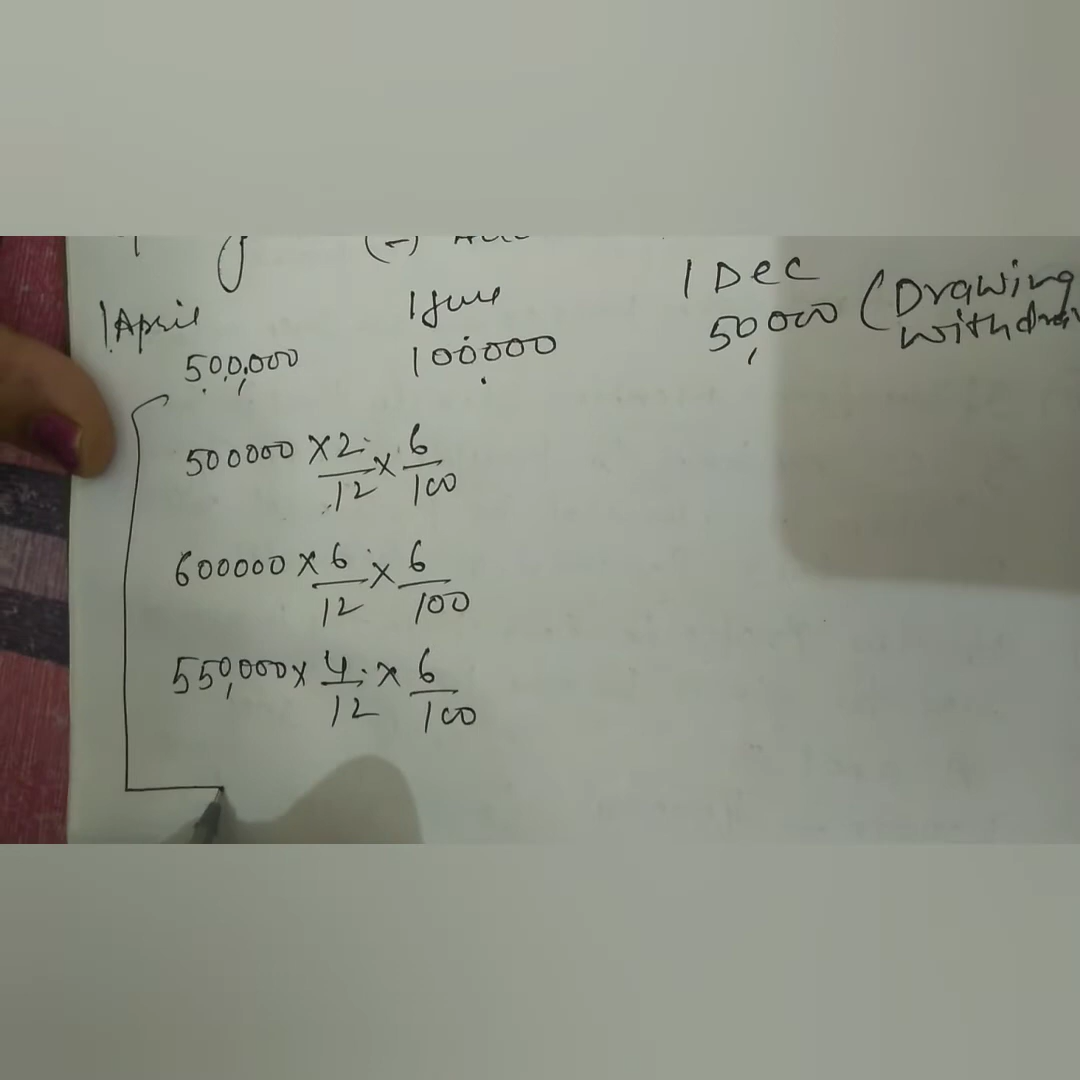 (-)
1 April 1 June 1 Dec
500,000 100000 50,000 (Drawing
500000 × 2/12 × 6/100
600000 × 6/12 × 6/100
550,000 × 4/12 × 6/100